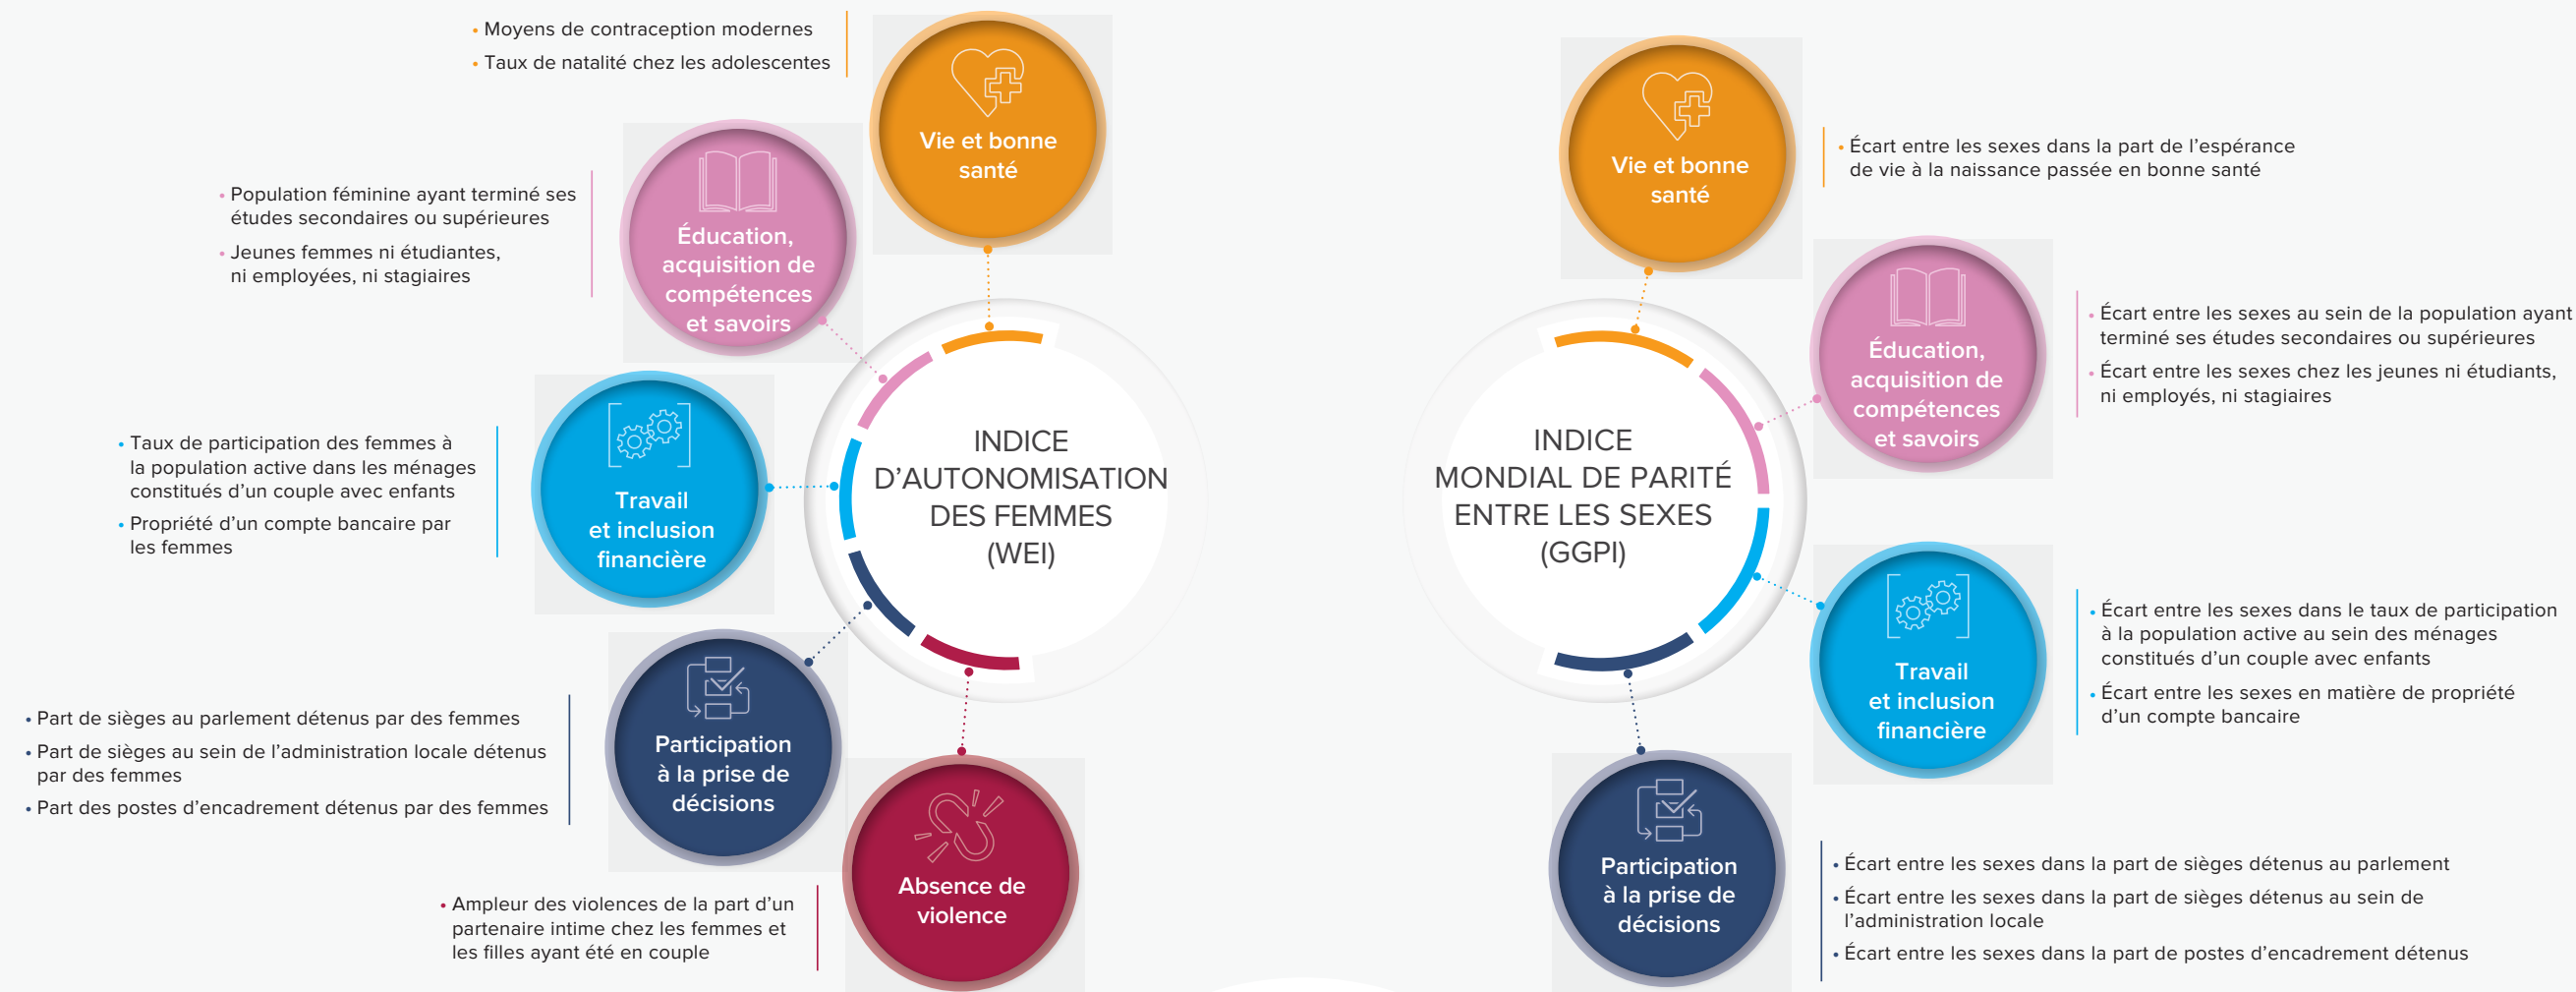 • Moyens de contraception modernes
• Taux de natalité chez les adolescentes
Vie et bonne
santé
• Population féminine ayant terminé ses
études secondaires ou supérieures
• Jeunes femmes ni étudiantes,
ni employées, ni stagiaires
Éducation,
acquisition de
compétences
et savoirs
• Taux de participation des femmes à
la population active dans les ménages
constitués d’un couple avec enfants
• Propriété d’un compte bancaire par
les femmes
Travail
et inclusion
financière
• Part de sièges au parlement détenus par des femmes
• Part de sièges au sein de l’administration locale détenus
par des femmes
• Part des postes d’encadrement détenus par des femmes
Participation
à la prise de
décisions
• Ampleur des violences de la part d’un
partenaire intime chez les femmes et
les filles ayant été en couple
Absence de
violence
INDICE
D’AUTONOMISATION
DES FEMMES
(WEI)
INDICE
MONDIAL DE PARITÉ
ENTRE LES SEXES
(GGPI)
Vie et bonne
santé
• Écart entre les sexes dans la part de l’espérance
de vie à la naissance passée en bonne santé
Éducation,
acquisition de
compétences
et savoirs
• Écart entre les sexes au sein de la population ayant
terminé ses études secondaires ou supérieures
• Écart entre les sexes chez les jeunes ni étudiants,
ni employés, ni stagiaires
Travail
et inclusion
financière
• Écart entre les sexes dans le taux de participation
à la population active au sein des ménages
constitués d’un couple avec enfants
• Écart entre les sexes en matière de propriété
d’un compte bancaire
Participation
à la prise de
décisions
• Écart entre les sexes dans la part de sièges détenus au parlement
• Écart entre les sexes dans la part de sièges détenus au sein de
l’administration locale
• Écart entre les sexes dans la part de postes d’encadrement détenus